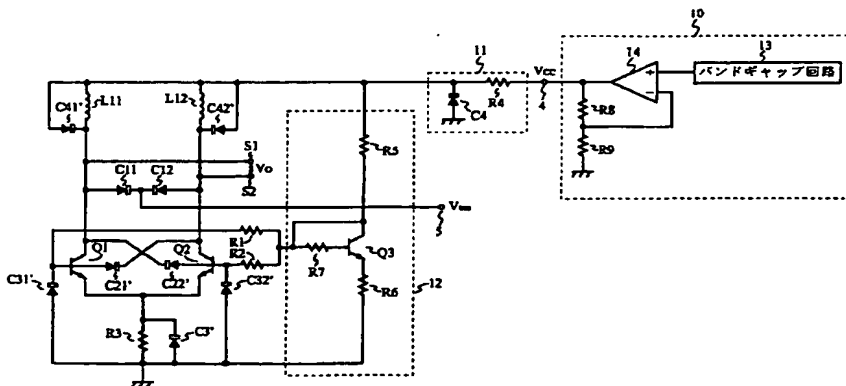 10
11
14
13
バンドギャップ回路
VCC
4
R4
C4
R8
R9
L11
L12
C41'
C42'
S1
Vo
S2
R5
C11
C12
5
R1
R2
Q1
Q2
Q3
R7
R6
12
C31'
C21'
C22'
C32'
R3
C3'